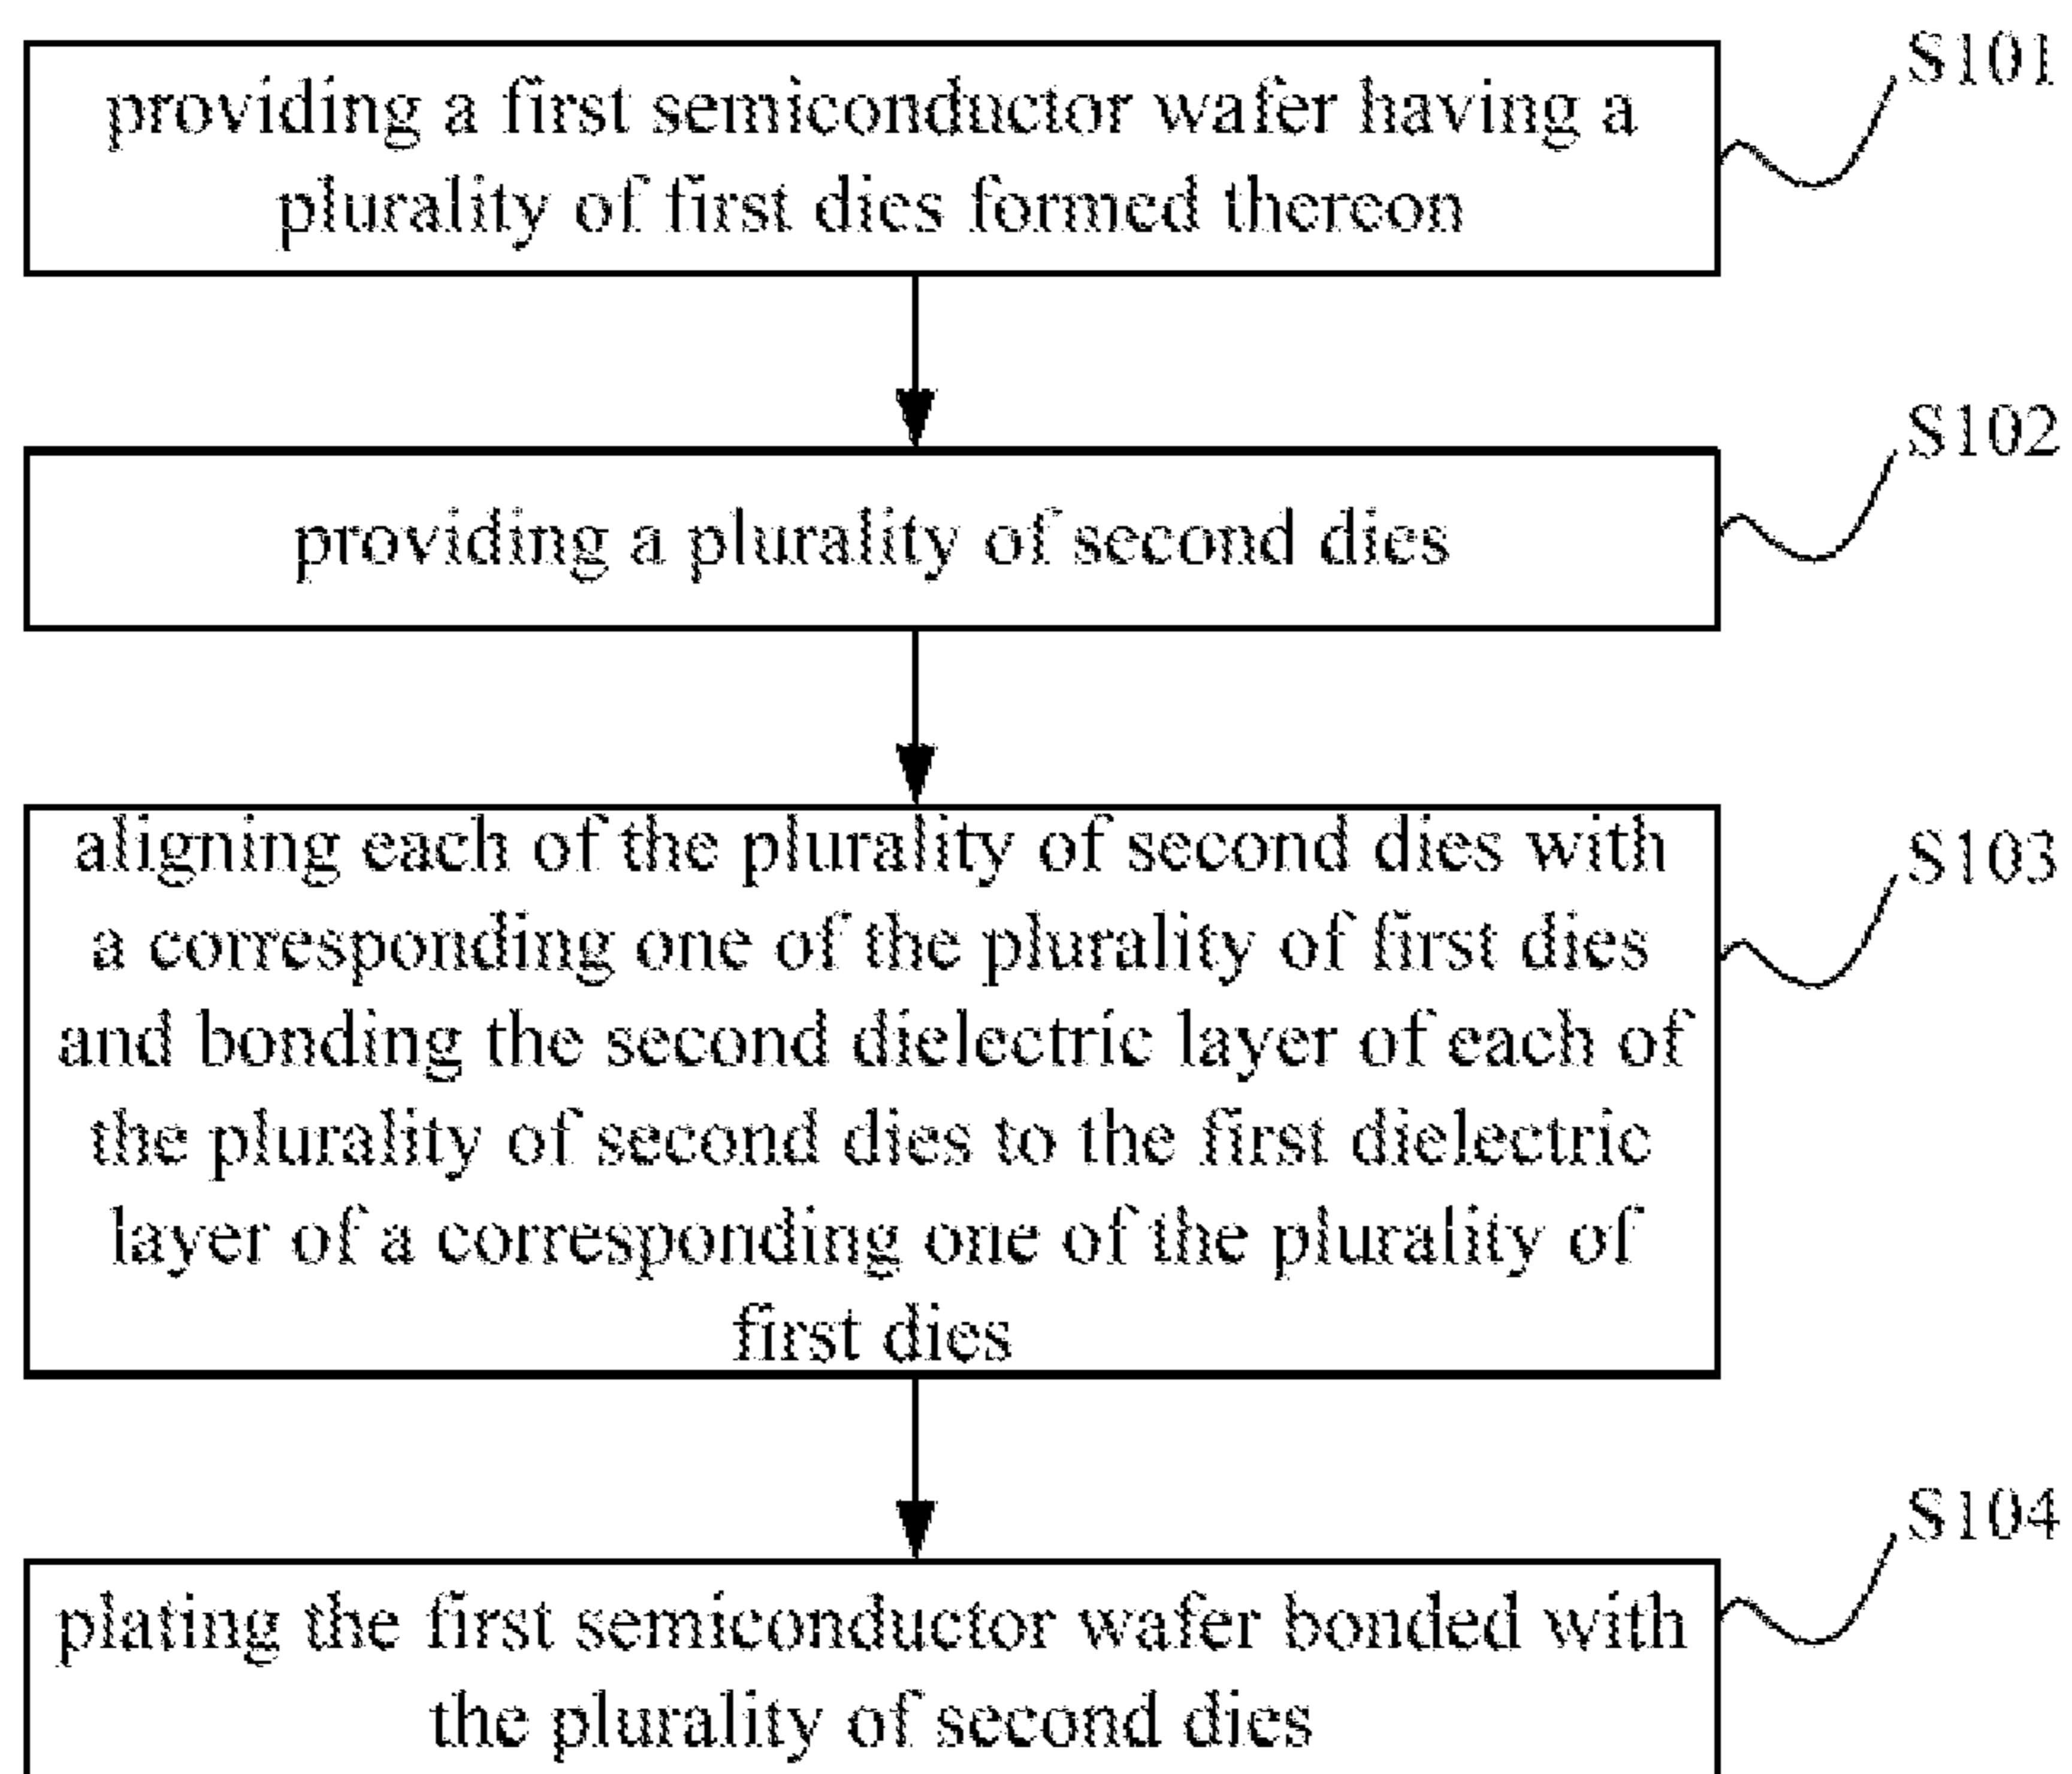 S101
providing a first semiconductor wafer having a
plurality of first dies formed thereon
S102
providing a plurality of second dies
aligning each of the plurality of second dies with
S103
a corresponding one of the plurality of first dies
and bonding the second dielectric layer of each of
the plurality of second dies to the first dielectric
layer of a corresponding one of the plurality of
first dies
S104
plating the first semiconductor wafer bonded with
the plurality of second dies